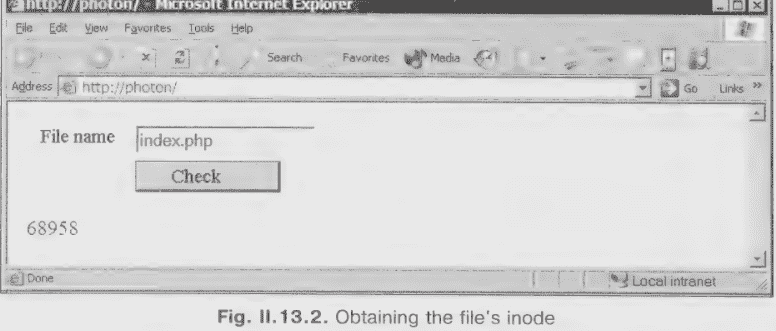 http://photon/ - Microsoft Internet Explorer
File Edit View Favorites Tools Help
Search Favorites Media
Address http://photon/ Go Links »
File name index.php
Check
68958
Done Local intranet
Fig. II.13.2. Obtaining the file's inode